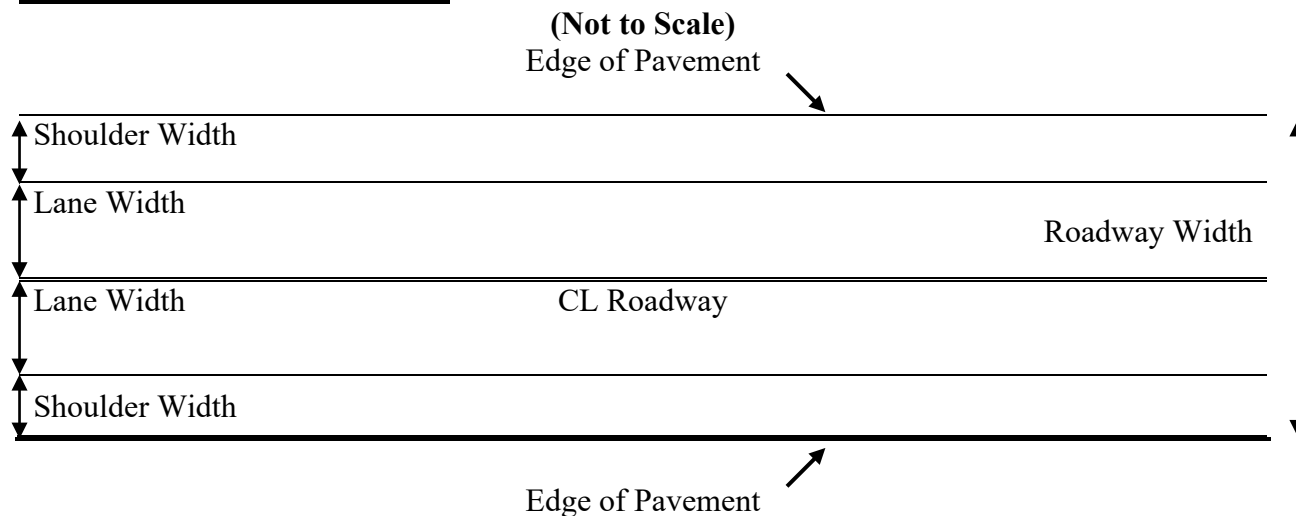 (Not to Scale)
Edge of Pavement
Shoulder Width
Lane Width
Roadway Width
Lane Width
CL Roadway
Shoulder Width
Edge of Pavement